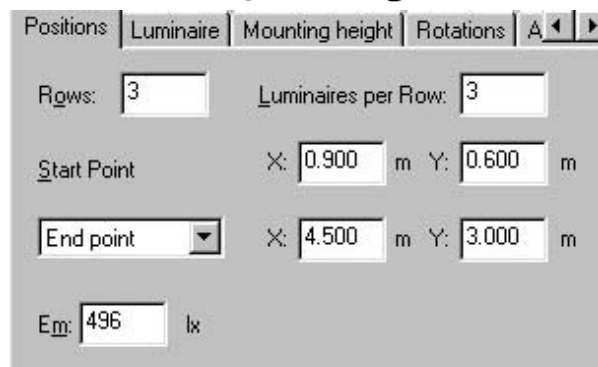 Positions Luminaire Mounting height Rotations A
Rows: 3 Luminaires per Row: 3
Start Point X: 0.900 m Y: 0.600 m
End point X: 4.500 m Y: 3.000 m
Em: 496 lx